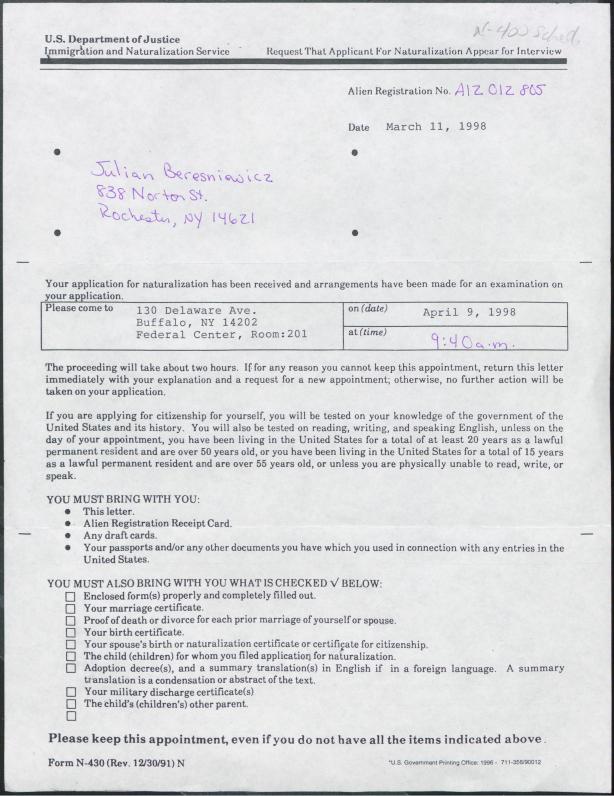 N-400 Sched.
U.S. Department of Justice
Immigration and Naturalization Service Request That Applicant For Naturalization Appear for Interview
Alien Registration No. A12 012 805
Date March 11, 1998
Julian Beresniewicz
838 Norton St.
Rochester, NY 14621
Your application for naturalization has been received and arrangements have been made for an examination on
your application.
Please come to 130 Delaware Ave.
Buffalo, NY 14202
Federal Center, Room:201
on (date) April 9, 1998
at (time) 9:40 a.m.
The proceeding will take about two hours. If for any reason you cannot keep this appointment, return this letter
immediately with your explanation and a request for a new appointment; otherwise, no further action will be
taken on your application.
If you are applying for citizenship for yourself, you will be tested on your knowledge of the government of the
United States and its history. You will also be tested on reading, writing, and speaking English, unless on the
day of your appointment, you have been living in the United States for a total of at least 20 years as a lawful
permanent resident and are over 50 years old, or you have been living in the United States for a total of 15 years
as a lawful permanent resident and are over 55 years old, or unless you are physically unable to read, write, or
speak.
YOU MUST BRING WITH YOU:
● This letter.
● Alien Registration Receipt Card.
● Any draft cards.
● Your passports and/or any other documents you have which you used in connection with any entries in the
United States.
YOU MUST ALSO BRING WITH YOU WHAT IS CHECKED √ BELOW:
☐ Enclosed form(s) properly and completely filled out.
☐ Your marriage certificate.
☐ Proof of death or divorce for each prior marriage of yourself or spouse.
☐ Your birth certificate.
☐ Your spouse's birth or naturalization certificate or certificate for citizenship.
☐ The child (children) for whom you filed application for naturalization.
☐ Adoption decree(s), and a summary translation(s) in English if in a foreign language. A summary
translation is a condensation or abstract of the text.
☐ Your military discharge certificate(s)
☐ The child's (children's) other parent.
☐
Please keep this appointment, even if you do not have all the items indicated above.
Form N-430 (Rev. 12/30/91) N *U.S. Government Printing Office: 1996 - 711-356/90012